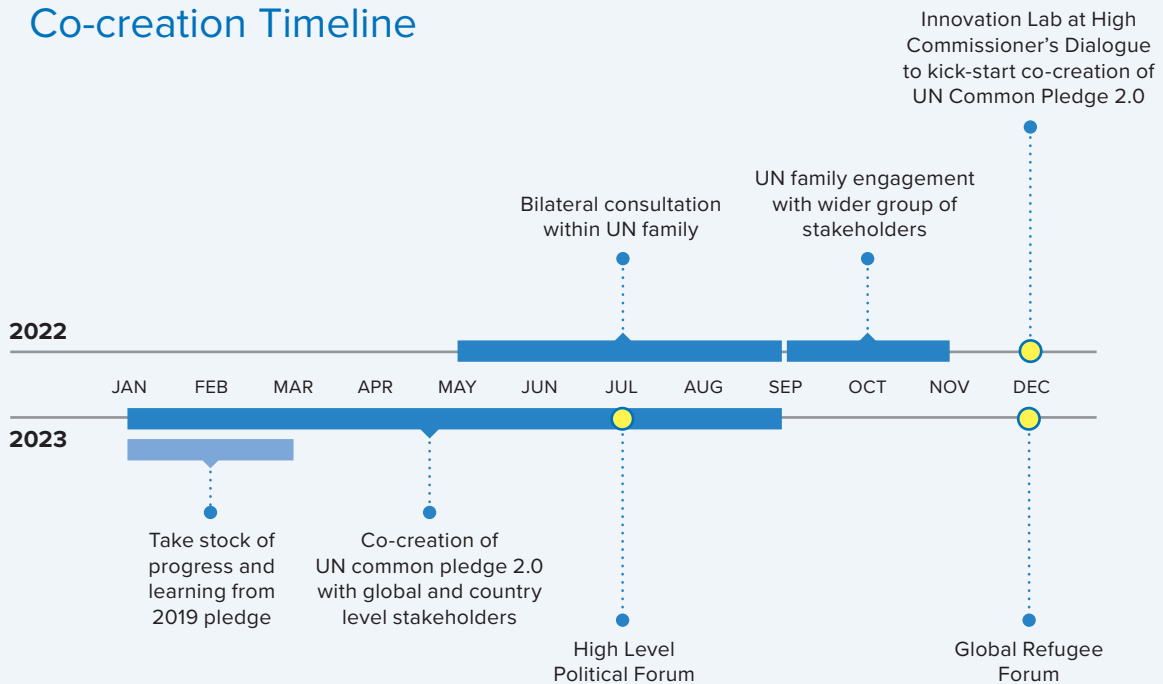 Co-creation Timeline
Innovation Lab at High
Commissioner's Dialogue
to kick-start co-creation of
UN Common Pledge 2.0
Bilateral consultation
within UN family
UN family engagement
with wider group of
stakeholders
2022
JAN FEB MAR APR MAY JUN JUL AUG SEP OCT NOV DEC
2023
Take stock of
progress and
learning from
2019 pledge
Co-creation of
UN common pledge 2.0
with global and country
level stakeholders
High Level
Political Forum
Global Refugee
Forum